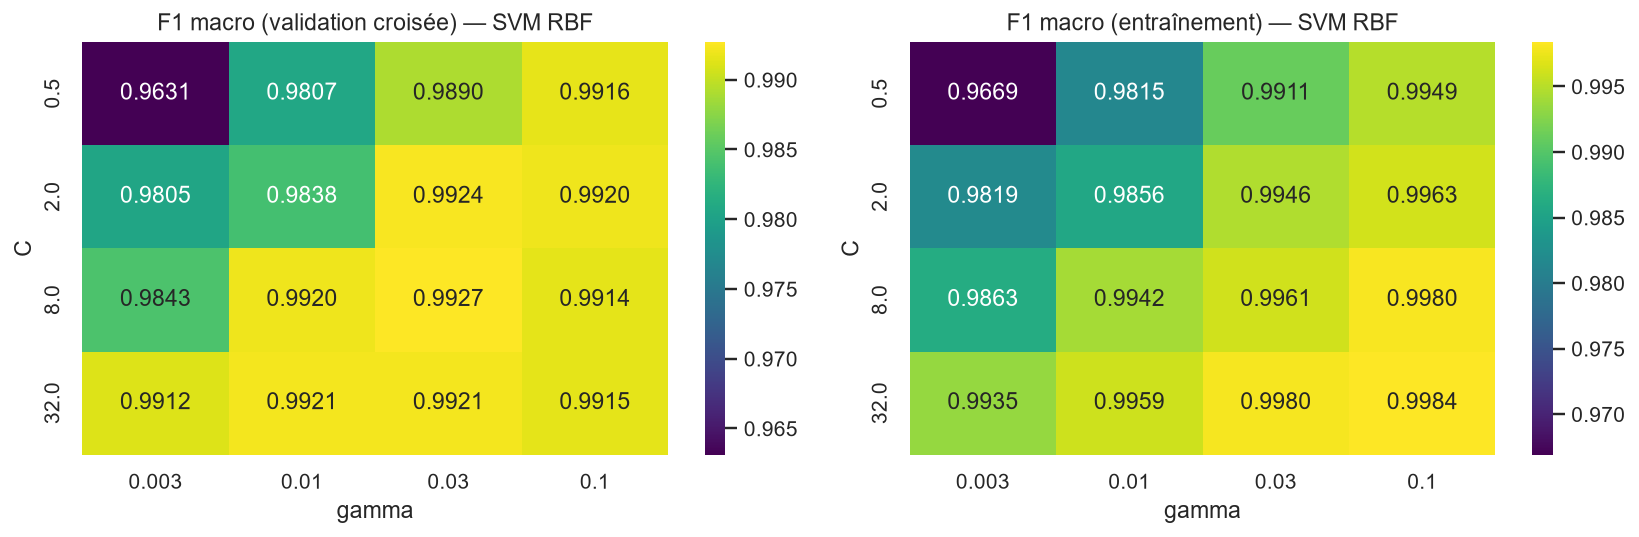 F1 macro (validation croisée) — SVM RBF
0.5 0.9631 0.9807 0.9890 0.9916
2.0 0.9805 0.9838 0.9924 0.9920
8.0 0.9843 0.9920 0.9927 0.9914
32.0 0.9912 0.9921 0.9921 0.9915
C
0.003 0.01 0.03 0.1
gamma
0.990
0.985
0.980
0.975
0.970
0.965
F1 macro (entraînement) — SVM RBF
0.5 0.9669 0.9815 0.9911 0.9949
2.0 0.9819 0.9856 0.9946 0.9963
8.0 0.9863 0.9942 0.9961 0.9980
32.0 0.9935 0.9959 0.9980 0.9984
C
0.003 0.01 0.03 0.1
gamma
0.995
0.990
0.985
0.980
0.975
0.970